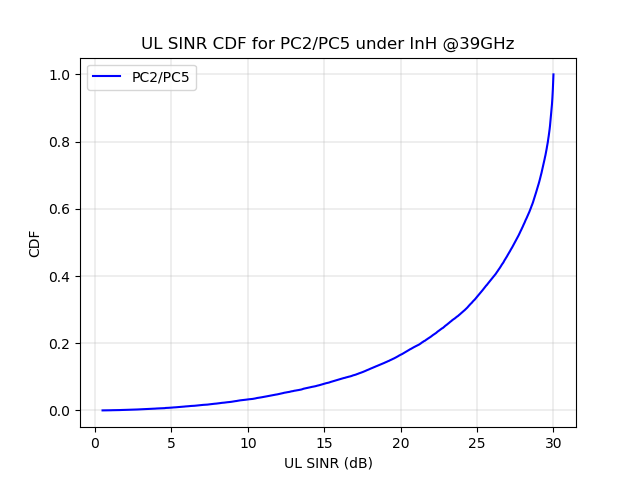 UL SINR CDF for PC2/PC5 under InH @39GHz
PC2/PC5
1.0
0.8
0.6
0.4
0.2
0.0
CDF
0 5 10 15 20 25 30
UL SINR (dB)